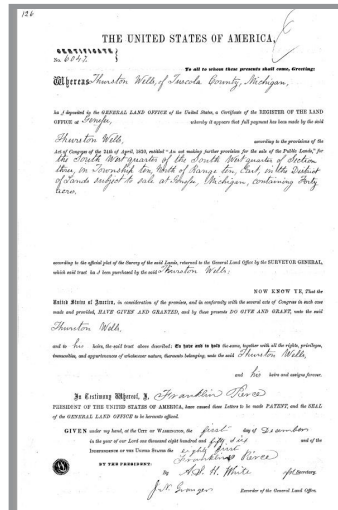 126
THE UNITED STATES OF AMERICA,
CERTIFICATE
No. 6047.
To all to whom these presents shall come, Greeting:
Whereas Thurston Wells, of Tuscola County, Michigan,
ha s deposited in the GENERAL LAND OFFICE of the United States, a Certificate of the REGISTER OF THE LAND
OFFICE at Genesee, whereby it appears that full payment has been made by the said
Thurston Wells, according to the provisions of the
Act of Congress of the 24th of April, 1820, entitled "An act making further provision for the sale of the Public Lands," for
the South West quarter of the South West quarter of Section
three, in Township ten, North of Range ten, East, in the District
of Lands subject to sale at Genesee, Michigan, containing Forty
acres.
according to the official plat of the Survey of the said Lands, returned to the General Land Office by the SURVEYOR GENERAL,
which said tract ha s been purchased by the said Thurston Wells,
NOW KNOW YE, That the
United States of America, in consideration of the premises, and in conformity with the several acts of Congress in such case
made and provided, HAVE GIVEN AND GRANTED, and by these presents DO GIVE AND GRANT, unto the said
Thurston Wells,
and to his heirs, the said tract above described; To have and to hold the same, together with all the rights, privileges,
immunities, and appurtenances of whatsoever nature, thereunto belonging, unto the said Thurston Wells,
and his heirs and assigns forever.
In Testimony Whereof, I, Franklin Pierce
PRESIDENT OF THE UNITED STATES OF AMERICA, have caused these Letters to be made PATENT, and the SEAL
of the GENERAL LAND OFFICE to be hereunto affixed.
GIVEN under my hand, at the CITY OF WASHINGTON, the first day of December
in the year of our Lord one thousand eight hundred and fifty six and of the
INDEPENDENCE OF THE UNITED STATES the eighty first
BY THE PRESIDENT: Franklin Pierce
By A. H. White Secretary.
J. N. Granger Recorder of the General Land Office.